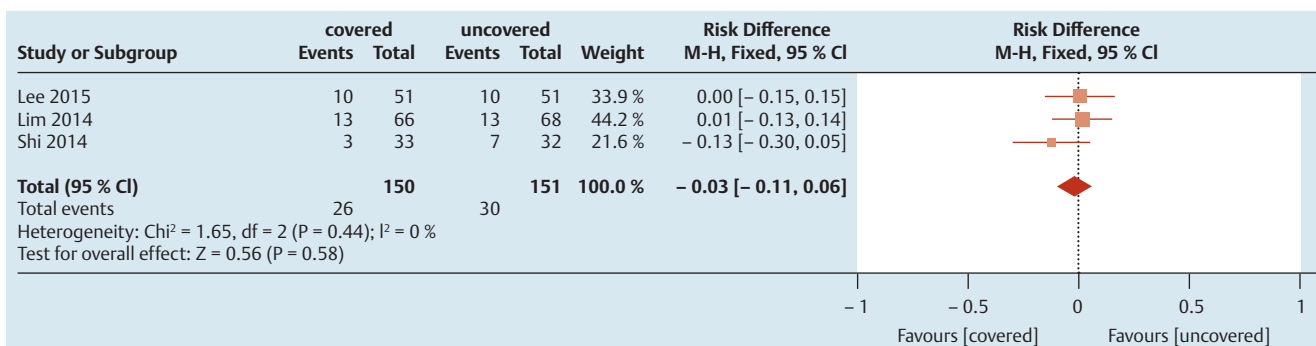 covered uncovered Risk Difference Risk Difference
Study or Subgroup Events Total Events Total Weight M-H, Fixed, 95 % Cl M-H, Fixed, 95 % Cl
Lee 2015 10 51 10 51 33.9 % 0.00 [– 0.15, 0.15]
Lim 2014 13 66 13 68 44.2 % 0.01 [– 0.13, 0.14]
Shi 2014 3 33 7 32 21.6 % – 0.13 [– 0.30, 0.05]
Total (95 % Cl) 150 151 100.0 % – 0.03 [– 0.11, 0.06]
Total events 26 30
Heterogeneity: Chi² = 1.65, df = 2 (P = 0.44); l² = 0 %
Test for overall effect: Z = 0.56 (P = 0.58)
– 1 – 0.5 0 0.5 1
Favours [covered] Favours [uncovered]